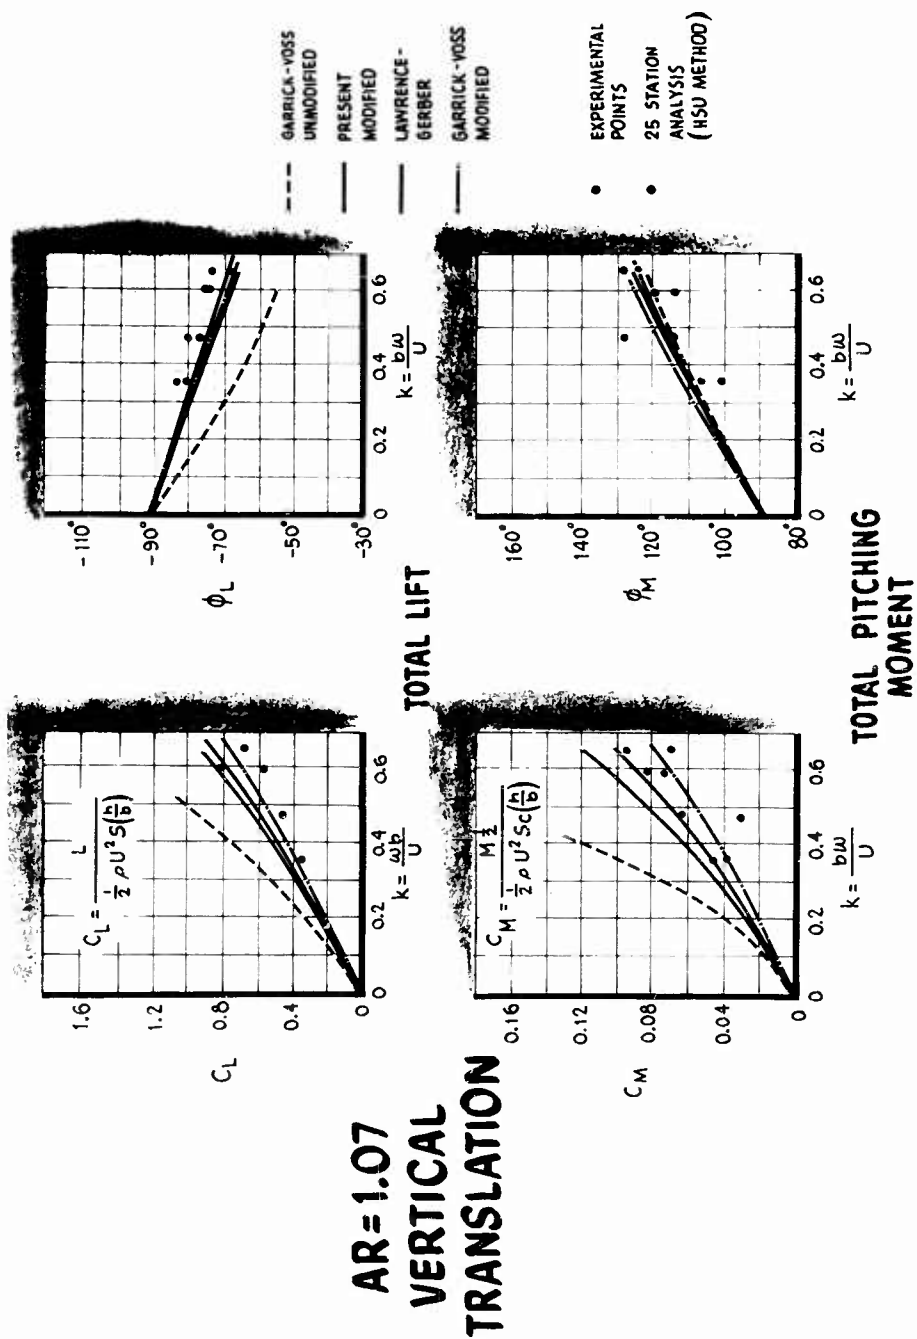 AR = 1.07
VERTICAL
TRANSLATION
C_L = L / (1/2 ρ U² S (h/b))
C_L
1.6
1.2
0.8
0.4
0
0 0.2 0.4 0.6
k = ωb/U
TOTAL LIFT
ϕ_L
-110°
-90°
-70°
-50°
-30°
0 0.2 0.4 0.6
k = bω/U
C_M = M_½ / (1/2 ρ U² S c (h/b))
C_M
0.16
0.12
0.08
0.04
0
0 0.2 0.4 0.6
k = bω/U
TOTAL PITCHING
MOMENT
ϕ_M
160°
140°
120°
100°
80
0 0.2 0.4 0.6
k = bω/U
GARRICK-VOSS
UNMODIFIED
PRESENT
MODIFIED
LAWRENCE-
GERBER
GARRICK-VOSS
MODIFIED
EXPERIMENTAL
POINTS
25 STATION
ANALYSIS
(HSU METHOD)